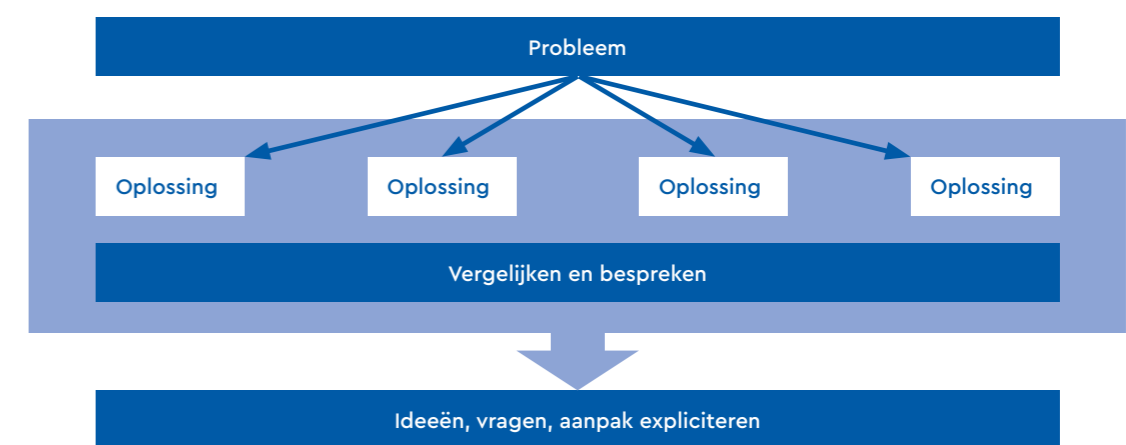 Probleem
Oplossing
Oplossing
Oplossing
Oplossing
Vergelijken en bespreken
Ideeën, vragen, aanpak expliciteren